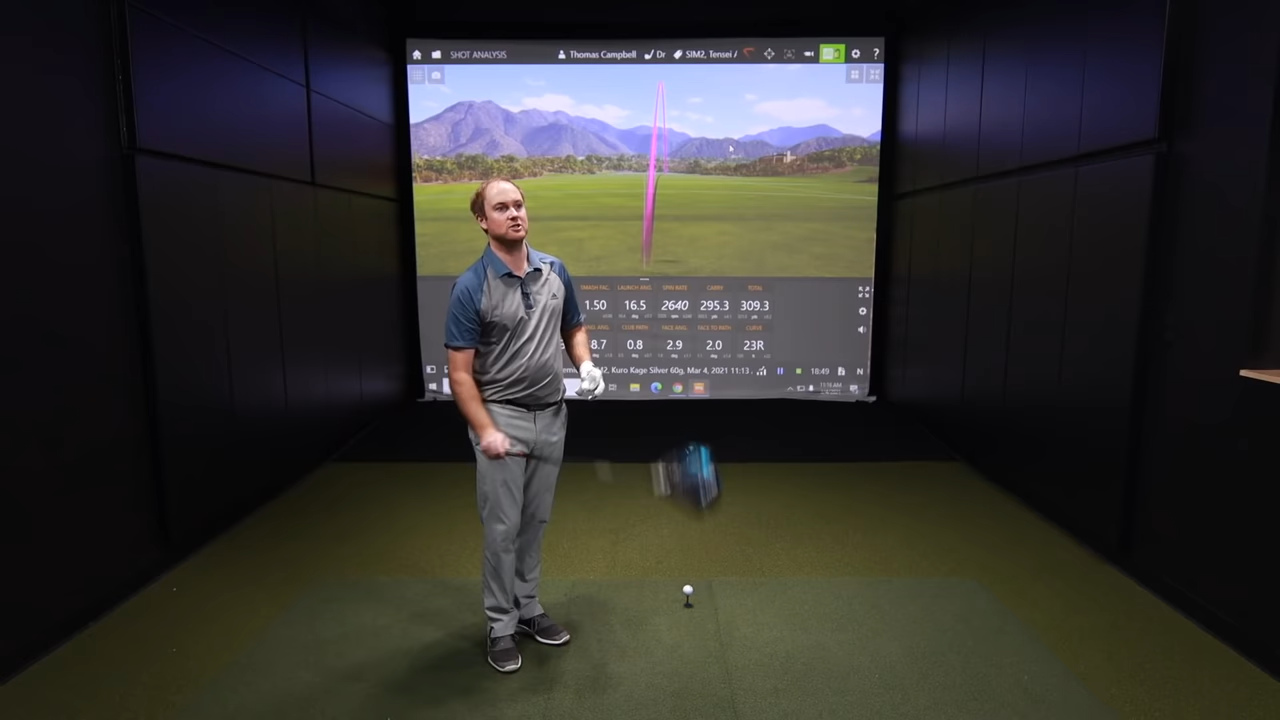 SHOT ANALYSIS Thomas Campbell Dr SIM2, Tensei / ?
SMASH FAC. LAUNCH ANG. SPIN RATE CARRY TOTAL
1.50 16.5 2640 295.3 309.3
CLUB PATH FACE ANG. FACE TO PATH CURVE
8.7 0.8 2.9 2.0 23R
M2, Kuro Kage Silver 60g, Mar 4, 2021 11:13 18:49 N